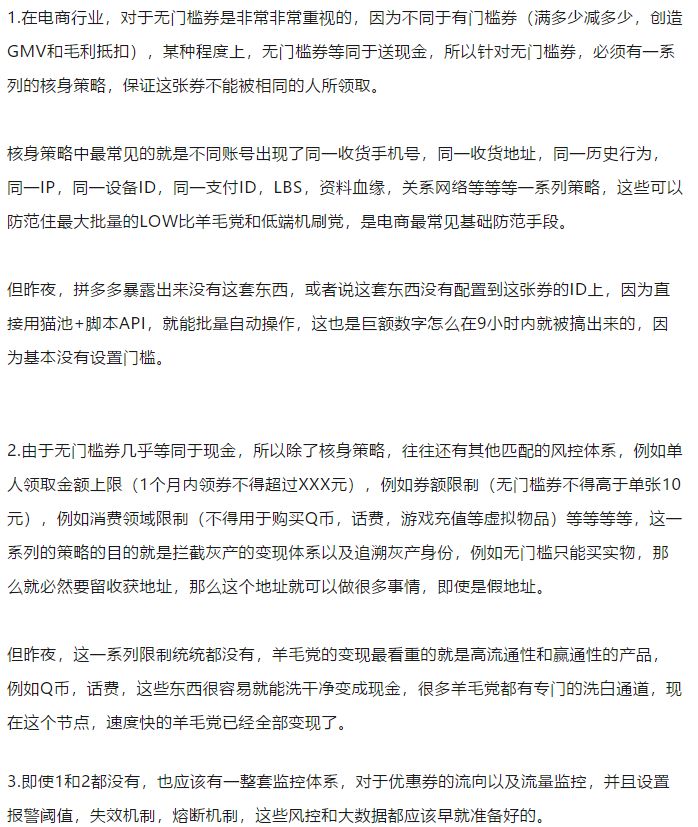 1.在电商行业，对于无门槛券是非常非常重视的，因为不同于有门槛券（满多少减多少，创造
GMV和毛利抵扣），某种程度上，无门槛券等同于送现金，所以针对无门槛券，必须有一系
列的核身策略，保证这张券不能被相同的人所领取。
核身策略中最常见的就是不同账号出现了同一收货手机号，同一收货地址，同一历史行为，
同一IP，同一设备ID，同一支付ID，LBS，资料血缘，关系网络等等等一系列策略，这些可以
防范住最大批量的LOW比羊毛党和低端机刷党，是电商最常见基础防范手段。
但昨夜，拼多多暴露出来没有这套东西，或者说这套东西没有配置到这张券的ID上，因为直
接用猫池+脚本API，就能批量自动操作，这也是巨额数字怎么在9小时内就被搞出来的，因
为基本没有设置门槛。
2.由于无门槛券几乎等同于现金，所以除了核身策略，往往还有其他匹配的风控体系，例如单
人领取金额上限（1个月内领券不得超过XXX元），例如券额限制（无门槛券不得高于单张10
元），例如消费领域限制（不得用于购买Q币，话费，游戏充值等虚拟物品）等等等等，这一
系列的策略的目的就是拦截灰产的变现体系以及追溯灰产身份，例如无门槛只能买实物，那
么就必然要留收获地址，那么这个地址就可以做很多事情，即使是假地址。
但昨夜，这一系列限制统统都没有，羊毛党的变现最看重的就是高流通性和赢通性的产品，
例如Q币，话费，这些东西很容易就能洗干净变成现金，很多羊毛党都有专门的洗白通道，现
在这个节点，速度快的羊毛党已经全部变现了。
3.即使1和2都没有，也应该有一整套监控体系，对于优惠券的流向以及流量监控，并且设置
报警阈值，失效机制，熔断机制，这些风控和大数据都应该早就准备好的。